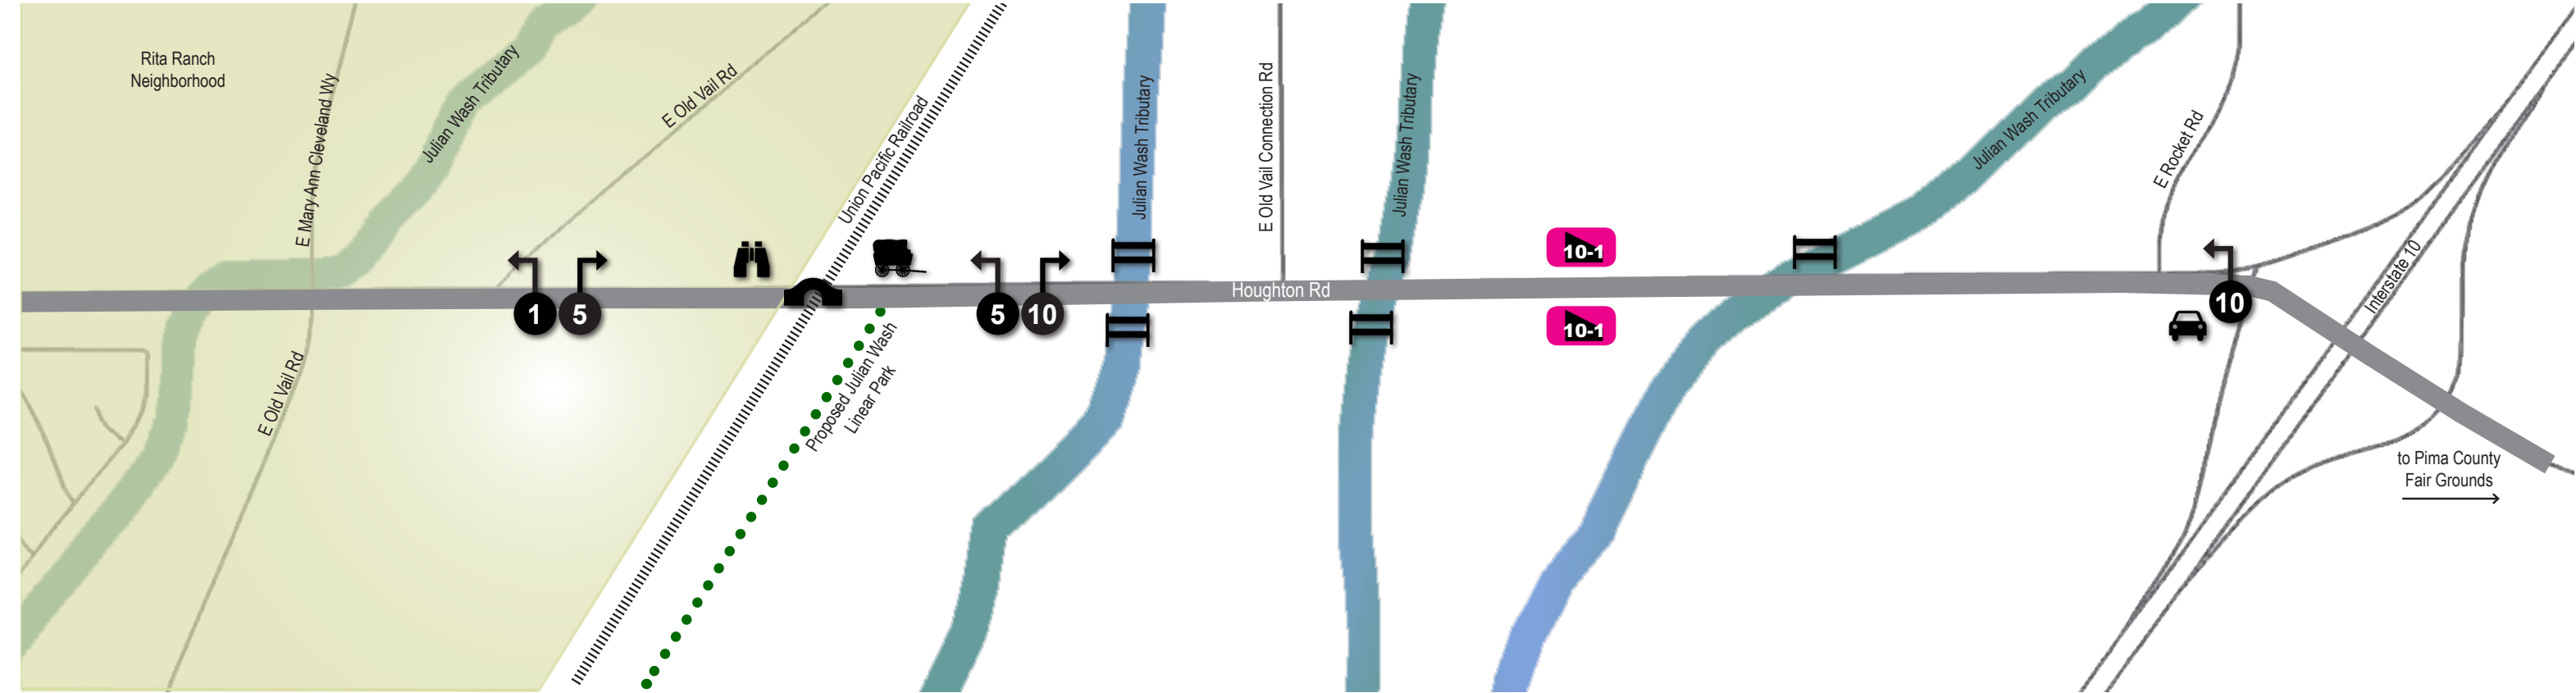 Rita Ranch
Neighborhood
E Mary Ann Cleveland Wy
Julian Wash Tributary
E Old Vail Rd
Union Pacific Railroad
Julian Wash Tributary
E Old Vail Connection Rd
Julian Wash Tributary
Julian Wash Tributary
E Rocket Rd
Interstate 10
10-1
Houghton Rd
1
5
5
10
10-1
10
E Old Vail Rd
Proposed Julian Wash
Linear Park
to Pima County
Fair Grounds